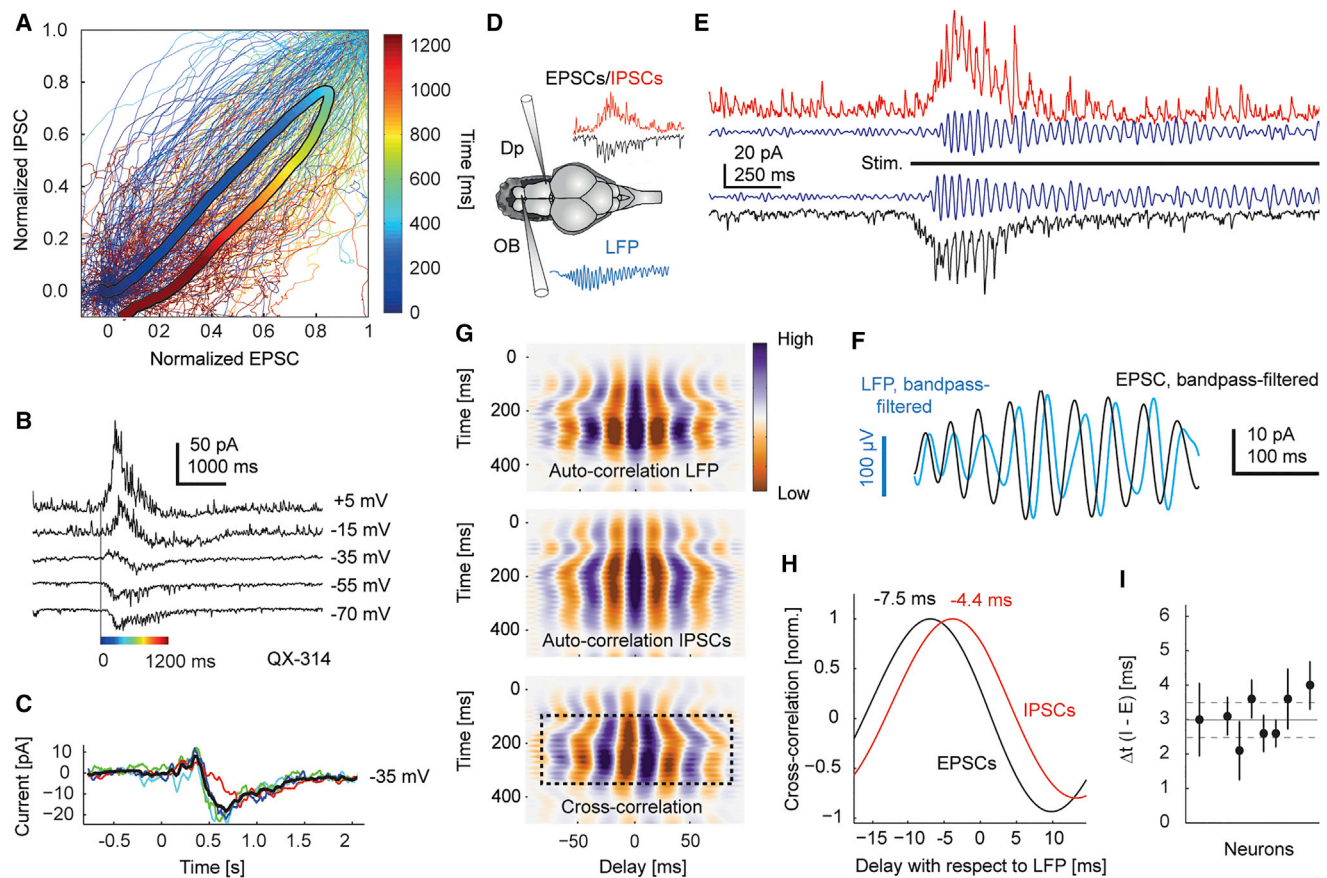 A
1.0
0.8
0.6
0.4
0.2
0.0
Normalized IPSC
0
0 2
0.4
0.6
0.8
1
Normalized EPSC
1200
1000
800
600
400
200
0
Time [ms]
B
50 pA
1000 ms
+5 mV
-15 mV
-35 mV
-55 mV
-70 mV
0
1200 ms
QX-314
C
Current [pA]
10
0
−10
−20
-35 mV
-0.5
0
0.5
1.0
1.5
2
Time [s]
D
EPSCs/IPSCs
Dp
OB
LFP
E
20 pA
250 ms
Stim.
F
LFP, bandpass-
filtered
EPSC, bandpass-filtered
100 µV
10 pA
100 ms
G
High
Low
Time [ms]
0
200
400
Auto-correlation LFP
Time [ms]
0
200
400
Auto-correlation IPSCs
Time [ms]
0
200
400
Cross-correlation
−50
0
50
Delay [ms]
H
-7.5 ms
-4.4 ms
Cross-correlation [norm.]
1
0.5
0
−0.5
−1
IPSCs
EPSCs
-15
−10
-5
0
5
10
Delay with respect to LFP [ms]
I
Δt (I - E) [ms]
6
5
4
3
2
1
0
Neurons